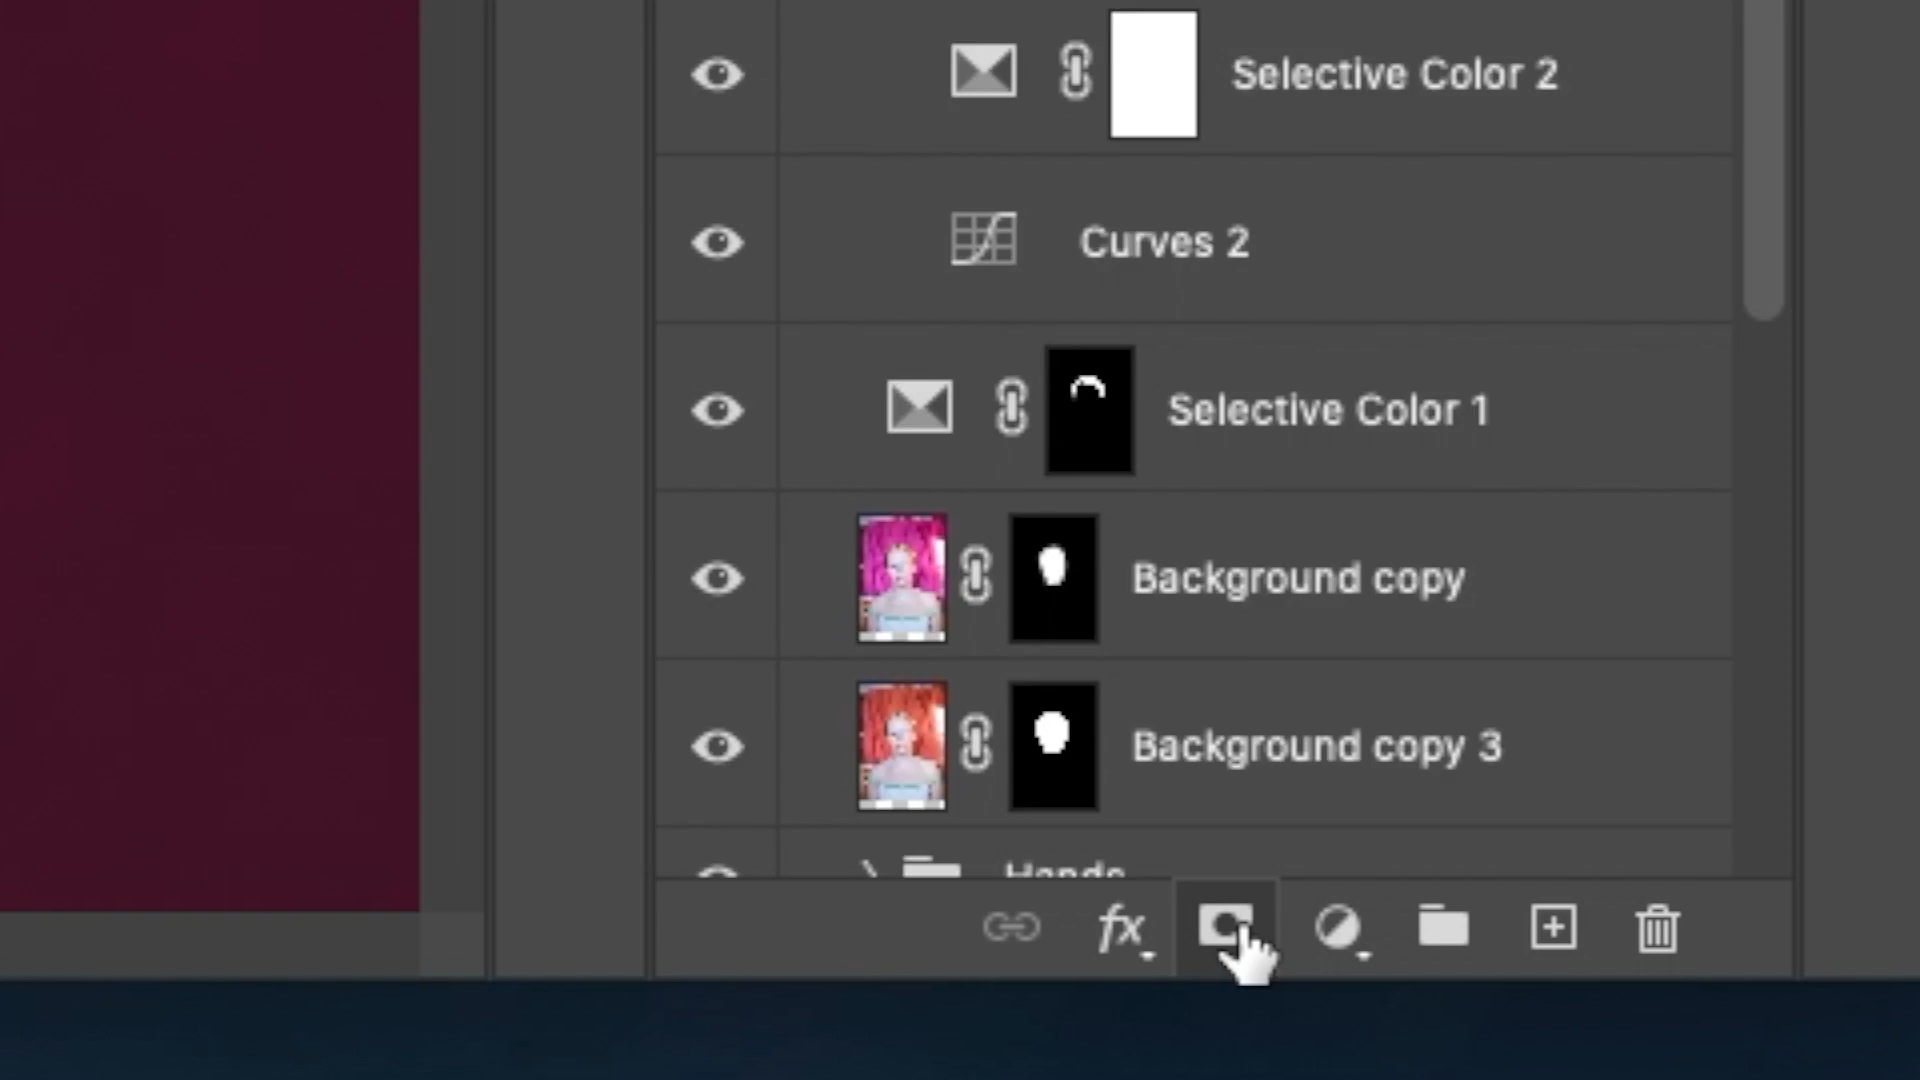 Selective Color 2
Curves 2
Selective Color 1
Background copy
Background copy 3
Hands
fx